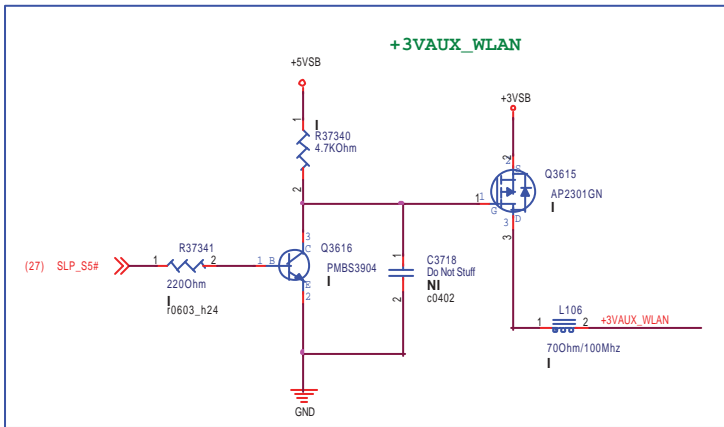 +3VAUX_WLAN
+5VSB
+3VSB
1
I
R37340
4.7KOhm
2
2
S
Q3615
1
G
AP2301GN
I
3
D
3
(27) SLP_S5#
1
R37341
2
220Ohm
I
r0603_h24
3
C
Q3616
1
B
PMBS3904
I
E
2
1
C3718
Do Not Stuff
NI
2
c0402
L106
1
2
+3VAUX_WLAN
70Ohm/100Mhz
I
GND